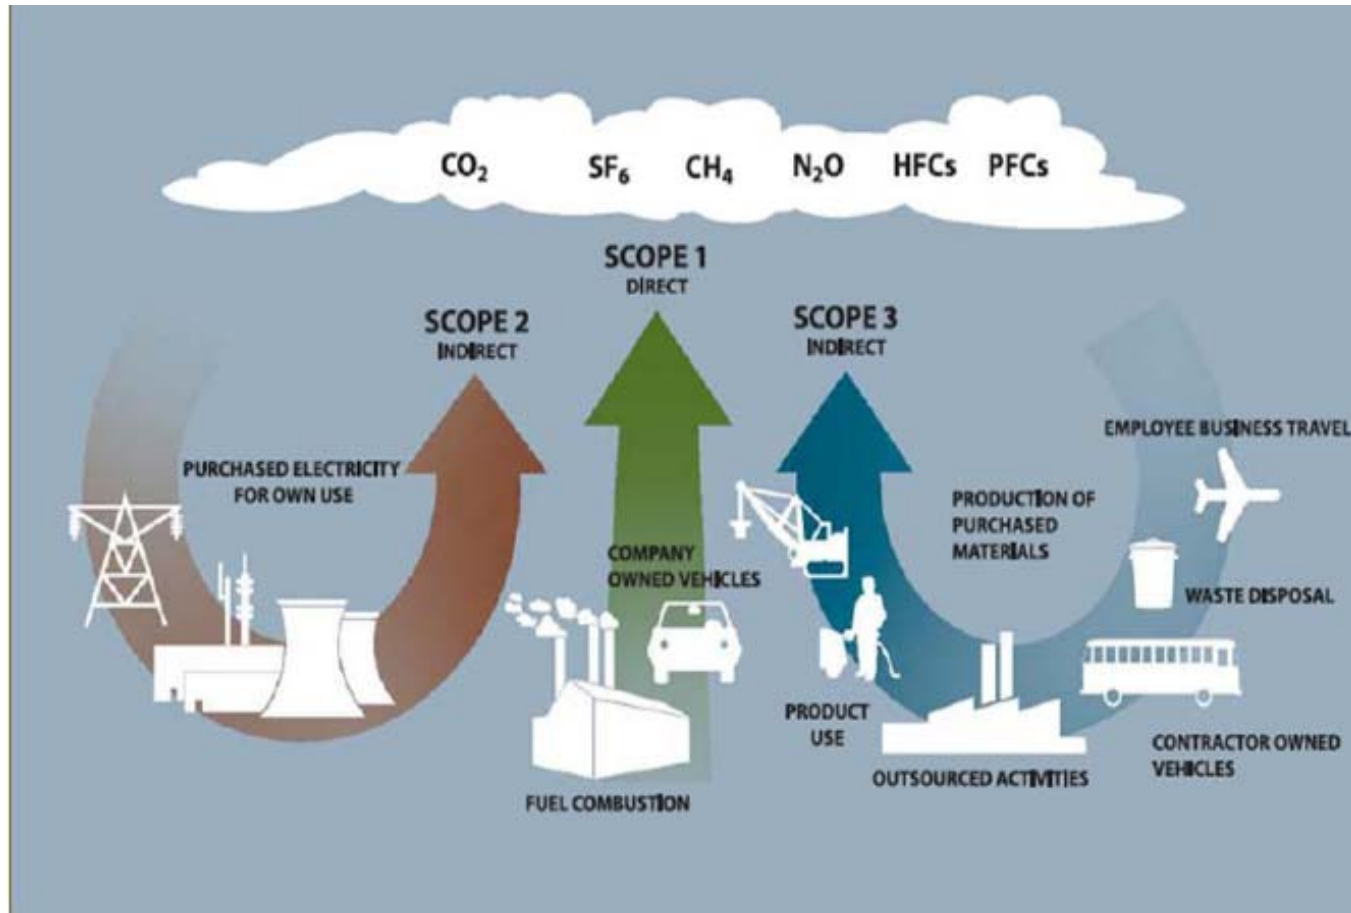 CO₂ SF₆ CH₄ N₂O HFCs PFCs
SCOPE 1
DIRECT
SCOPE 2
INDIRECT
SCOPE 3
INDIRECT
PURCHASED ELECTRICITY
FOR OWN USE
COMPANY
OWNED VEHICLES
FUEL COMBUSTION
EMPLOYEE BUSINESS TRAVEL
PRODUCTION OF
PURCHASED
MATERIALS
WASTE DISPOSAL
PRODUCT
USE
OUTSOURCED ACTIVITIES
CONTRACTOR OWNED
VEHICLES